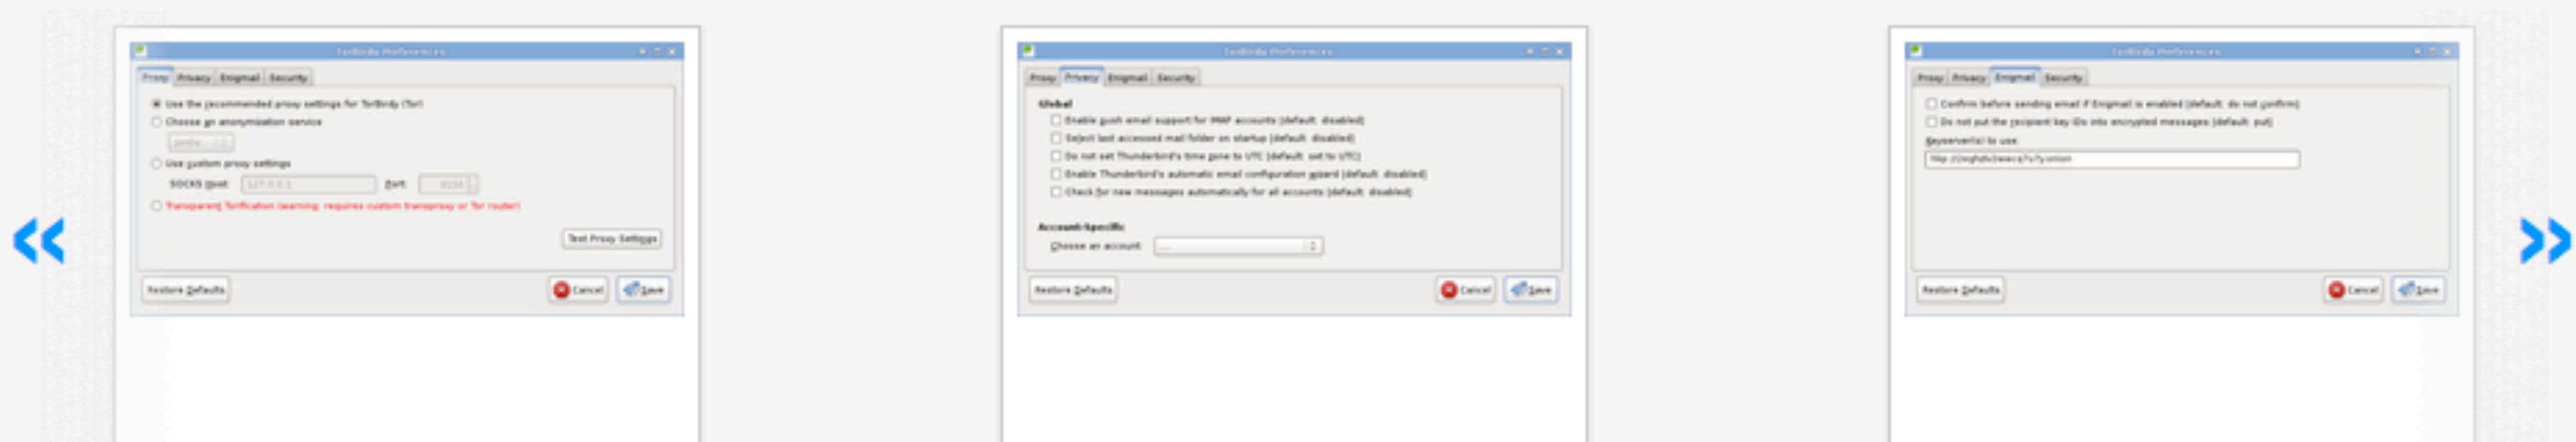 TorBirdy Preferences
Proxy Privacy Enigmail Security
Use the recommended proxy settings for TorBirdy (Tor)
Choose an anonymization service
Use custom proxy settings
SOCKS Host: 127.0.0.1 Port:
Transparent Torification (warning: requires custom transproxy or Tor router)
Test Proxy Settings
Restore Defaults Cancel Save
TorBirdy Preferences
Proxy Privacy Enigmail Security
Global
Enable push email support for IMAP accounts (default: disabled)
Select last accessed mail folder on startup (default: disabled)
Do not set Thunderbird's time zone to UTC (default: set to UTC)
Enable Thunderbird's automatic email configuration wizard (default: disabled)
Check for new messages automatically for all accounts (default: disabled)
Account-Specific
Choose an account: ...
Restore Defaults Cancel Save
TorBirdy Preferences
Proxy Privacy Enigmail Security
Confirm before sending email if Enigmail is enabled (default: do not confirm)
Do not put the recipient key IDs into encrypted messages (default: put)
Keyserver(s) to use:
Restore Defaults Cancel Save